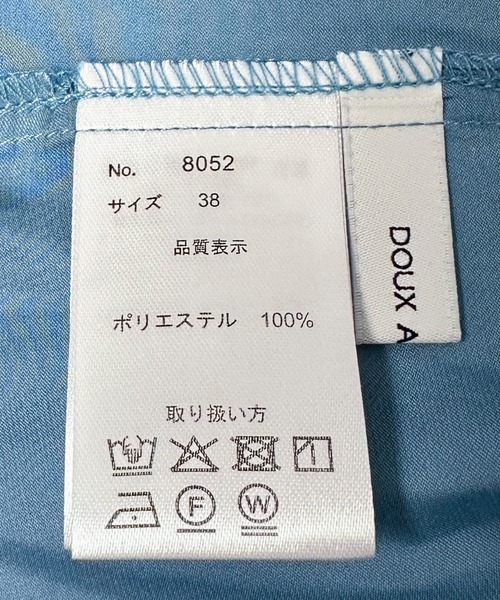 No. 8052
サイズ 38
品質表示
ポリエステル 100%
取り扱い方
F
W
DOUX A